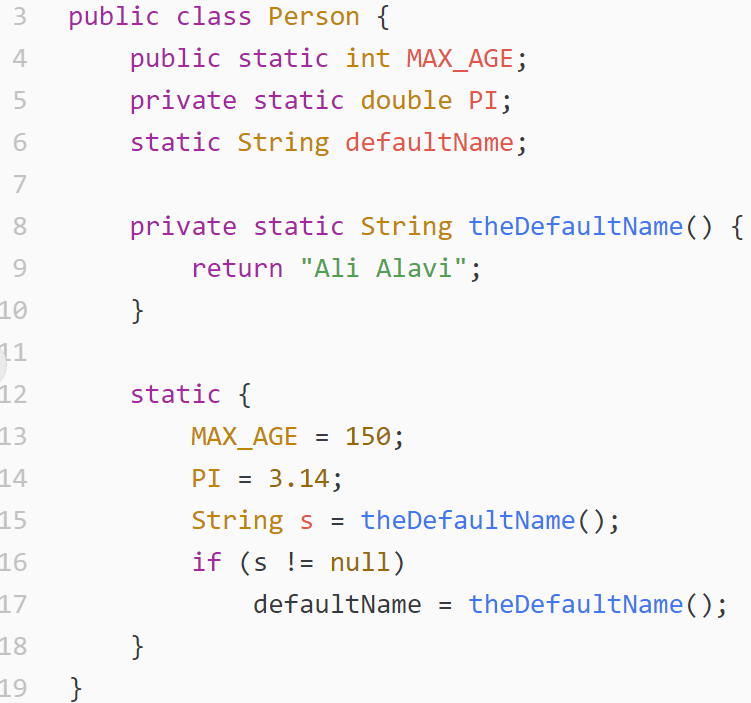 3 public class Person {
4     public static int MAX_AGE;
5     private static double PI;
6     static String defaultName;
7
8     private static String theDefaultName() {
9         return "Ali Alavi";
10     }
11
12     static {
13         MAX_AGE = 150;
14         PI = 3.14;
15         String s = theDefaultName();
16         if (s != null)
17             defaultName = theDefaultName();
18     }
19 }